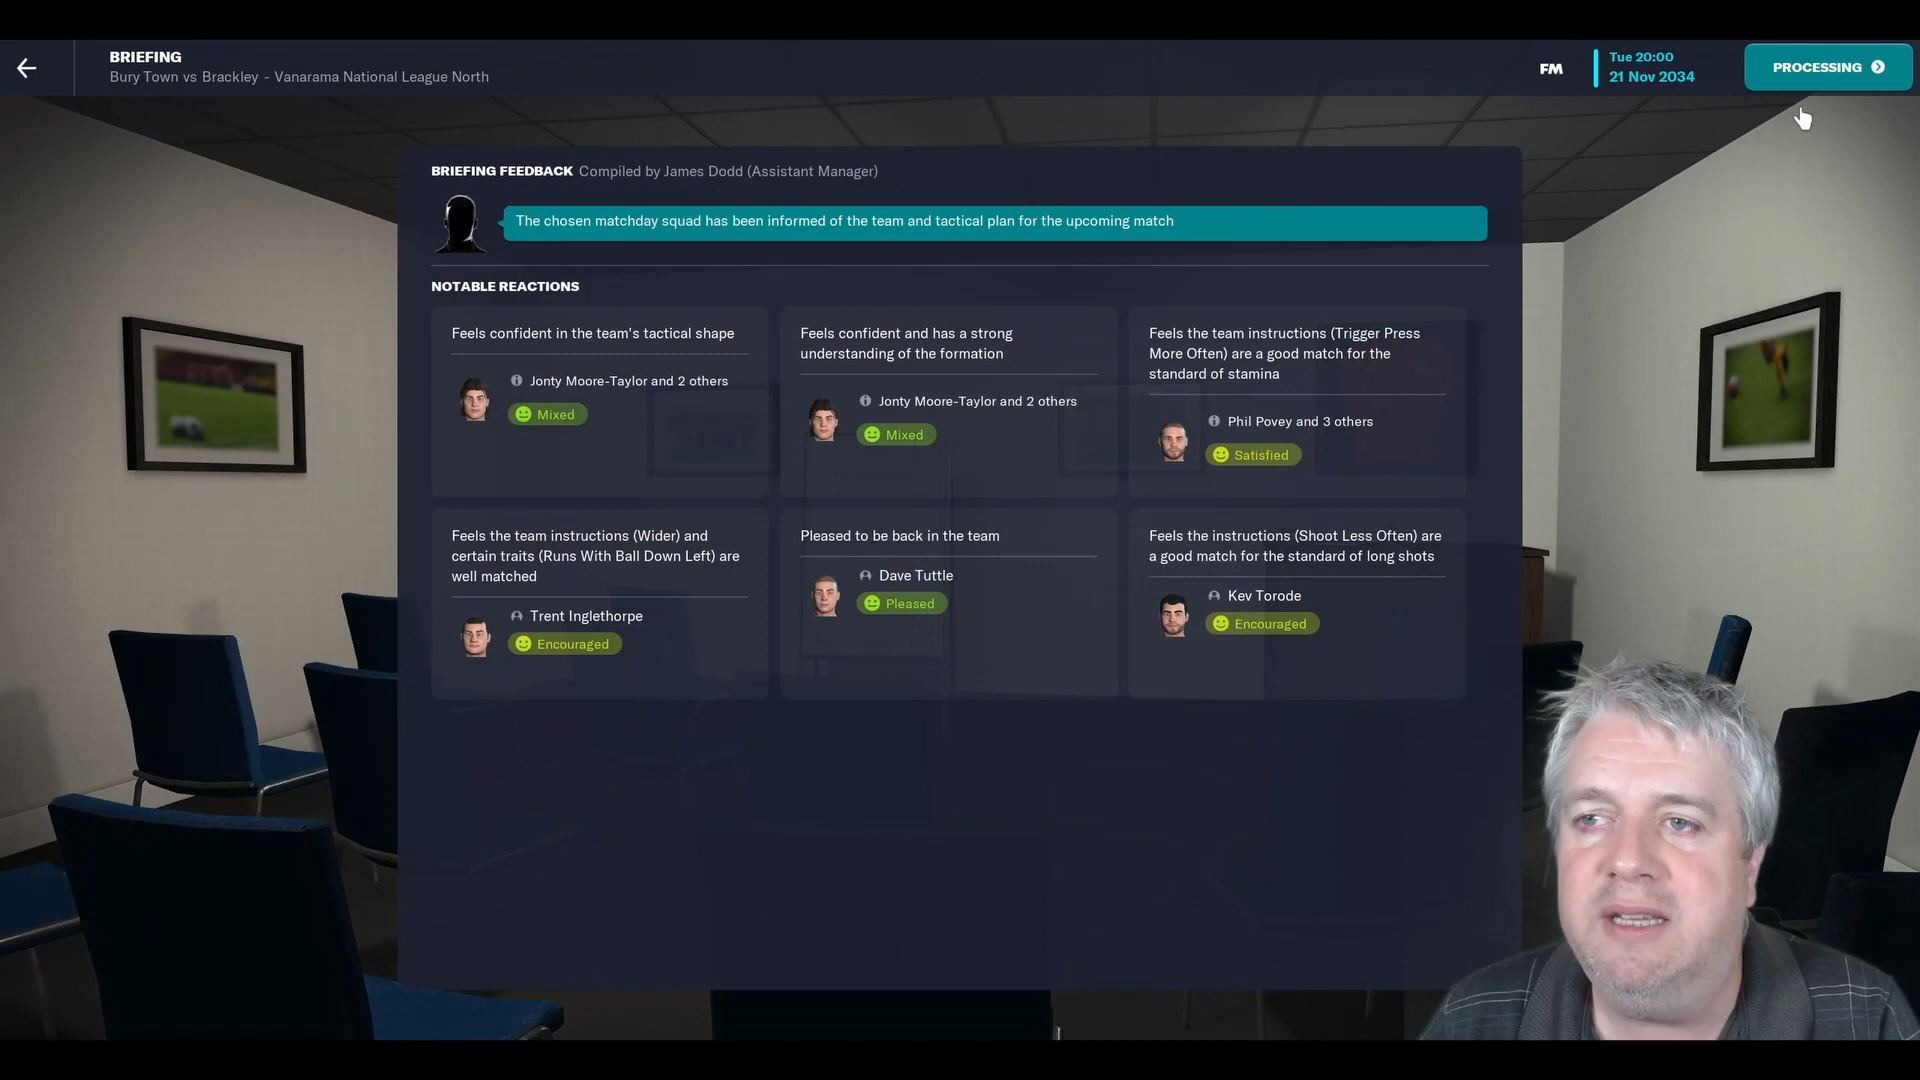 BRIEFING
Bury Town vs Brackley - Vanarama National League North
FM
Tue 20:00
21 Nov 2034
PROCESSING
BRIEFING FEEDBACK Compiled by James Dodd (Assistant Manager)
The chosen matchday squad has been informed of the team and tactical plan for the upcoming match
NOTABLE REACTIONS
Feels confident in the team's tactical shape
Jonty Moore-Taylor and 2 others
Mixed
Feels confident and has a strong
understanding of the formation
Jonty Moore-Taylor and 2 others
Mixed
Feels the team instructions (Trigger Press
More Often) are a good match for the
standard of stamina
Phil Povey and 3 others
Satisfied
Feels the team instructions (Wider) and
certain traits (Runs With Ball Down Left) are
well matched
Trent Inglethorpe
Encouraged
Pleased to be back in the team
Dave Tuttle
Pleased
Feels the instructions (Shoot Less Often) are
a good match for the standard of long shots
Kev Torode
Encouraged